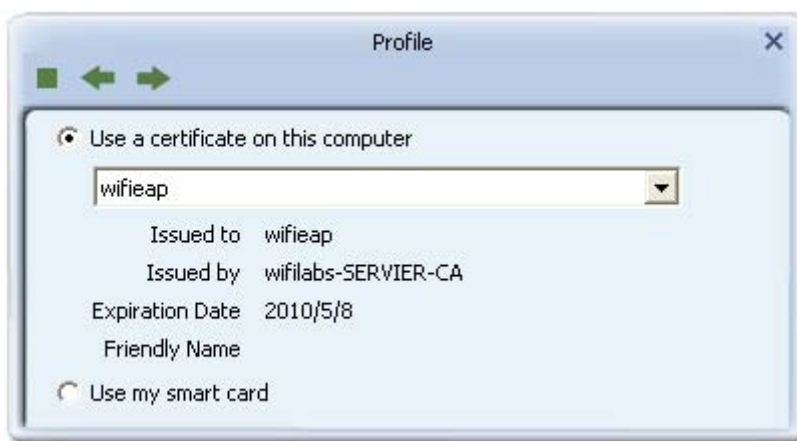 Profile
Use a certificate on this computer
wifieap
Issued to wifieap
Issued by wifilabs-SERVIER-CA
Expiration Date 2010/5/8
Friendly Name
Use my smart card